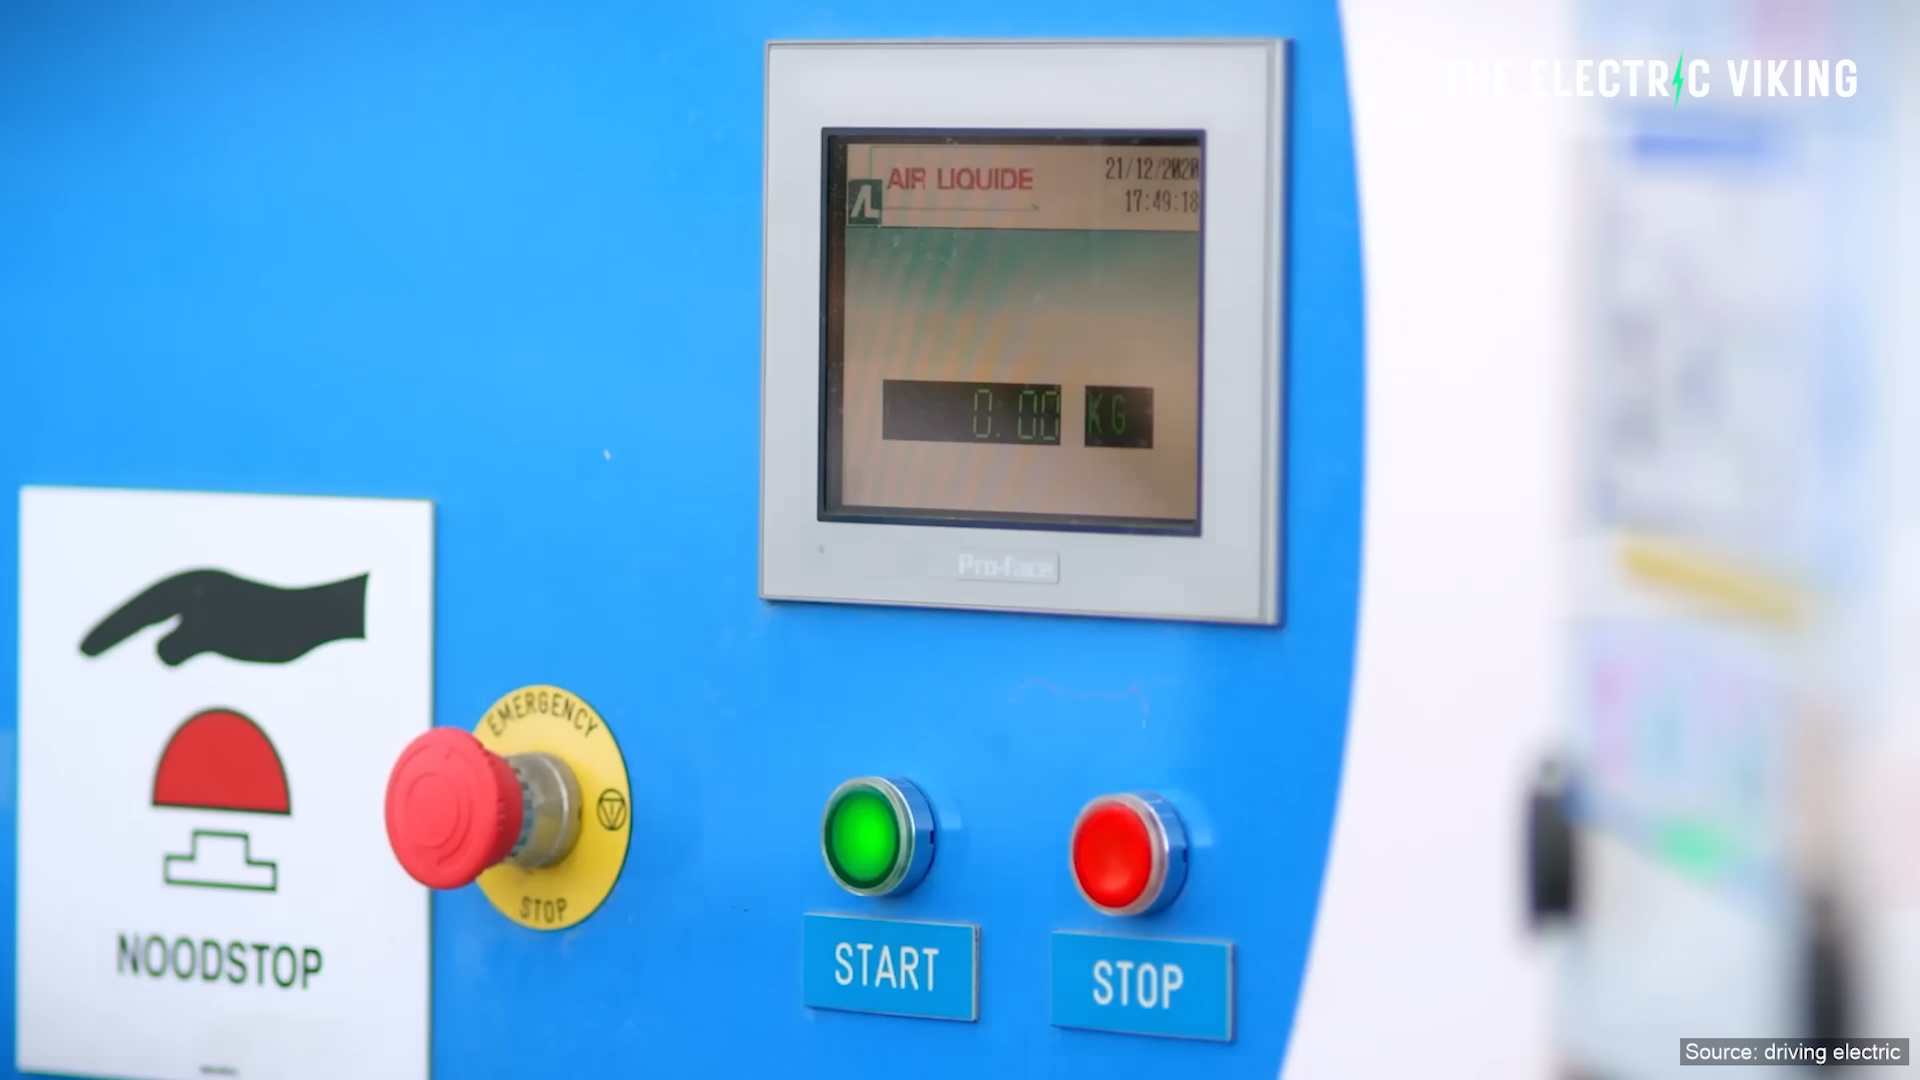 THE ELECTRIC VIKING
AIR LIQUIDE
21/12/2020
17:49:18
0.00 KG
Pro-face
EMERGENCY
STOP
NOODSTOP
START
STOP
Source: driving electric